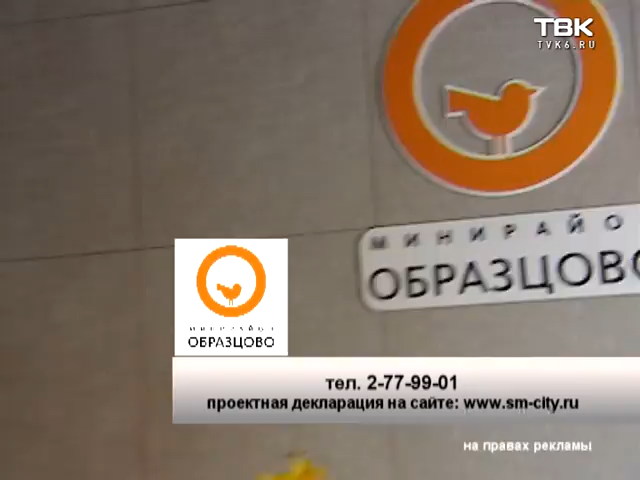 ТВК
TVK6.RU
МИНИРАЙО
ОБРАЗЦОВО
МИНИРАЙОН
ОБРАЗЦОВО
тел. 2-77-99-01
проектная декларация на сайте: www.sm-city.ru
на правах рекламы